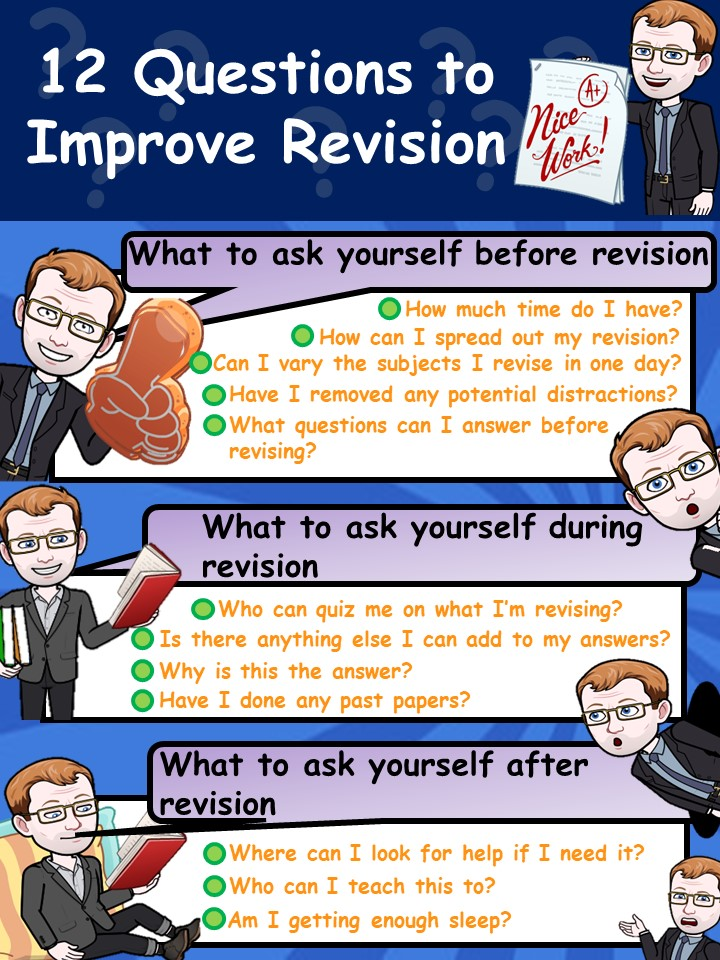 12 Questions to
Improve Revision
A+
Nice
Work!
What to ask yourself before revision
How much time do I have?
How can I spread out my revision?
Can I vary the subjects I revise in one day?
Have I removed any potential distractions?
What questions can I answer before
revising?
What to ask yourself during
revision
Who can quiz me on what I'm revising?
Is there anything else I can add to my answers?
Why is this the answer?
Have I done any past papers?
What to ask yourself after
revision
Where can I look for help if I need it?
Who can I teach this to?
Am I getting enough sleep?